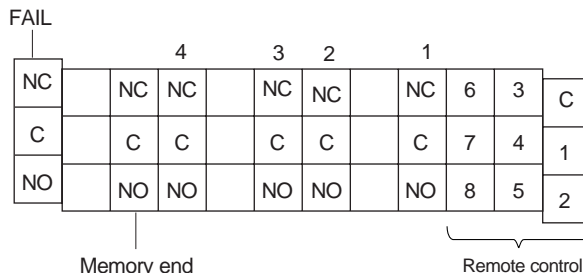 FAIL
4 3 2 1
NC NC NC NC NC NC 6 3 C
C C C C C C 7 4 1
NO NO NO NO NO NO 8 5 2
Memory end Remote control